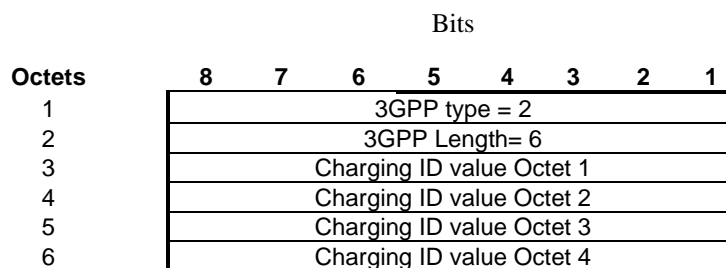 Bits
Octets 8 7 6 5 4 3 2 1
1 3GPP type = 2
2 3GPP Length= 6
3 Charging ID value Octet 1
4 Charging ID value Octet 2
5 Charging ID value Octet 3
6 Charging ID value Octet 4